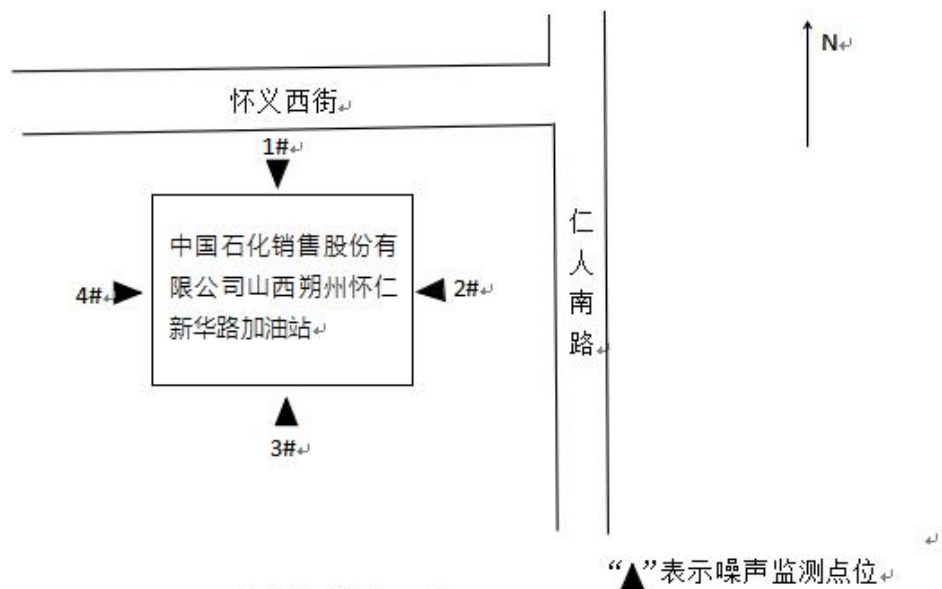 N
怀义西街
1#
中国石化销售股份有
限公司山西朔州怀仁
新华路加油站
4#
2#
3#
仁
人
南
路
“▲”表示噪声监测点位